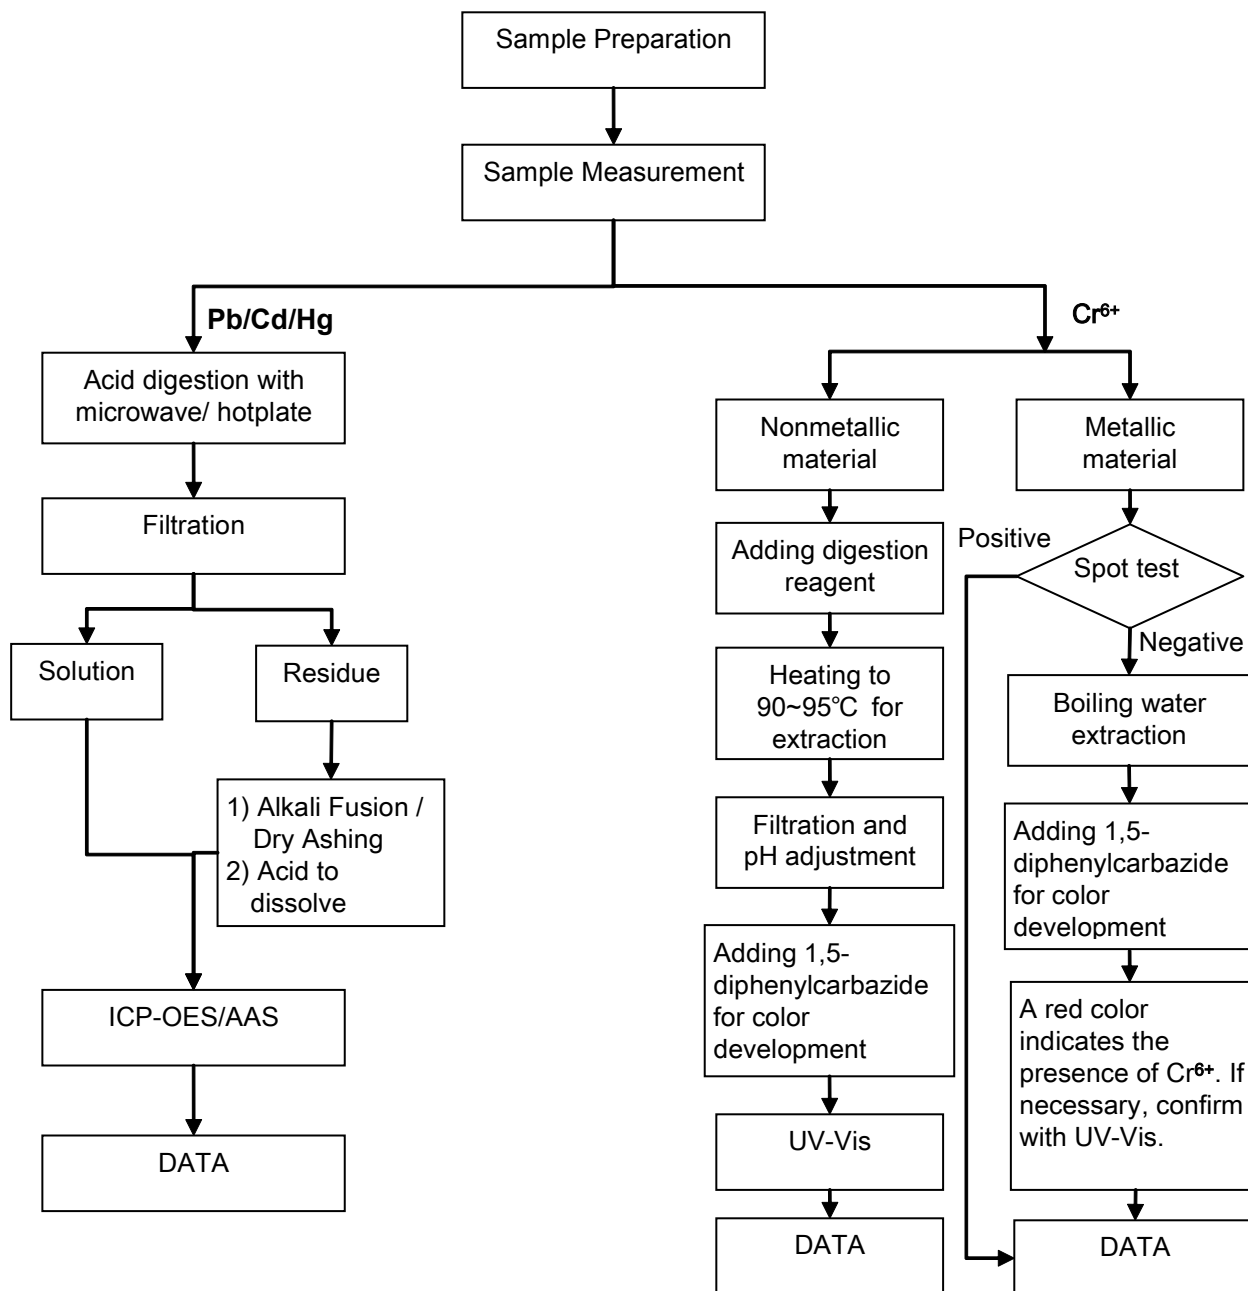 Sample Preparation
Sample Measurement
Pb/Cd/Hg
Acid digestion with
microwave/ hotplate
Filtration
Solution
Residue
1) Alkali Fusion /
Dry Ashing
2) Acid to
dissolve
ICP-OES/AAS
DATA
Cr⁶⁺
Nonmetallic
material
Adding digestion
reagent
Heating to
90~95℃ for
extraction
Filtration and
pH adjustment
Adding 1,5-
diphenylcarbazide
for color
development
UV-Vis
DATA
Metallic
material
Positive
Spot test
Negative
Boiling water
extraction
Adding 1,5-
diphenylcarbazide
for color
development
A red color
indicates the
presence of Cr⁶⁺. If
necessary, confirm
with UV-Vis.
DATA